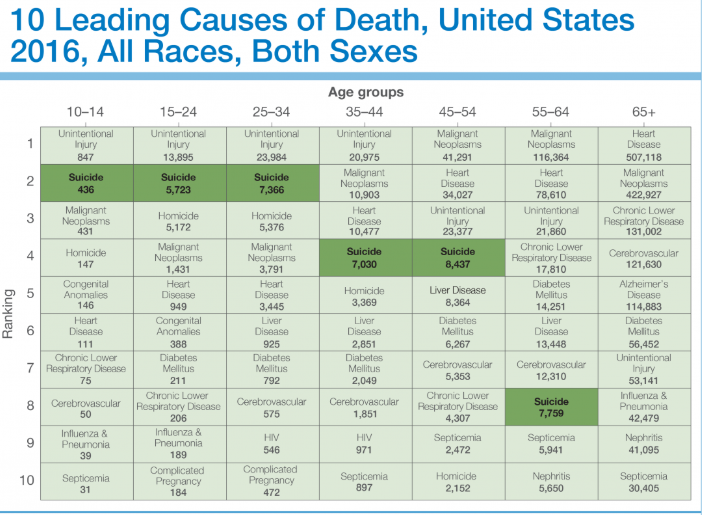 10 Leading Causes of Death, United States
2016, All Races, Both Sexes
Age groups
10–14 15–24 25–34 35–44 45–54 55–64 65+
Ranking
1
Unintentional
Injury
847
Unintentional
Injury
13,895
Unintentional
Injury
23,984
Unintentional
Injury
20,975
Malignant
Neoplasms
41,291
Malignant
Neoplasms
116,364
Heart
Disease
507,118
2
Suicide
436
Suicide
5,723
Suicide
7,366
Malignant
Neoplasms
10,903
Heart
Disease
34,027
Heart
Disease
78,610
Malignant
Neoplasms
422,927
3
Malignant
Neoplasms
431
Homicide
5,172
Homicide
5,376
Heart
Disease
10,477
Unintentional
Injury
23,377
Unintentional
Injury
21,860
Chronic Lower
Respiratory Disease
131,002
4
Homicide
147
Malignant
Neoplasms
1,431
Malignant
Neoplasms
3,791
Suicide
7,030
Suicide
8,437
Chronic Lower
Respiratory Disease
17,810
Cerebrovascular
121,630
5
Congenital
Anomalies
146
Heart
Disease
949
Heart
Disease
3,445
Homicide
3,369
Liver Disease
8,364
Diabetes
Mellitus
14,251
Alzheimer's
Disease
114,883
6
Heart
Disease
111
Congenital
Anomalies
388
Liver
Disease
925
Liver
Disease
2,851
Diabetes
Mellitus
6,267
Liver
Disease
13,448
Diabetes
Mellitus
56,452
7
Chronic Lower
Respiratory Disease
75
Diabetes
Mellitus
211
Diabetes
Mellitus
792
Diabetes
Mellitus
2,049
Cerebrovascular
5,353
Cerebrovascular
12,310
Unintentional
Injury
53,141
8
Cerebrovascular
50
Chronic Lower
Respiratory Disease
206
Cerebrovascular
575
Cerebrovascular
1,851
Chronic Lower
Respiratory Disease
4,307
Suicide
7,759
Influenza &
Pneumonia
42,479
9
Influenza &
Pneumonia
39
Influenza &
Pneumonia
189
HIV
546
HIV
971
Septicemia
2,472
Septicemia
5,941
Nephritis
41,095
10
Septicemia
31
Complicated
Pregnancy
184
Complicated
Pregnancy
472
Septicemia
897
Homicide
2,152
Nephritis
5,650
Septicemia
30,405